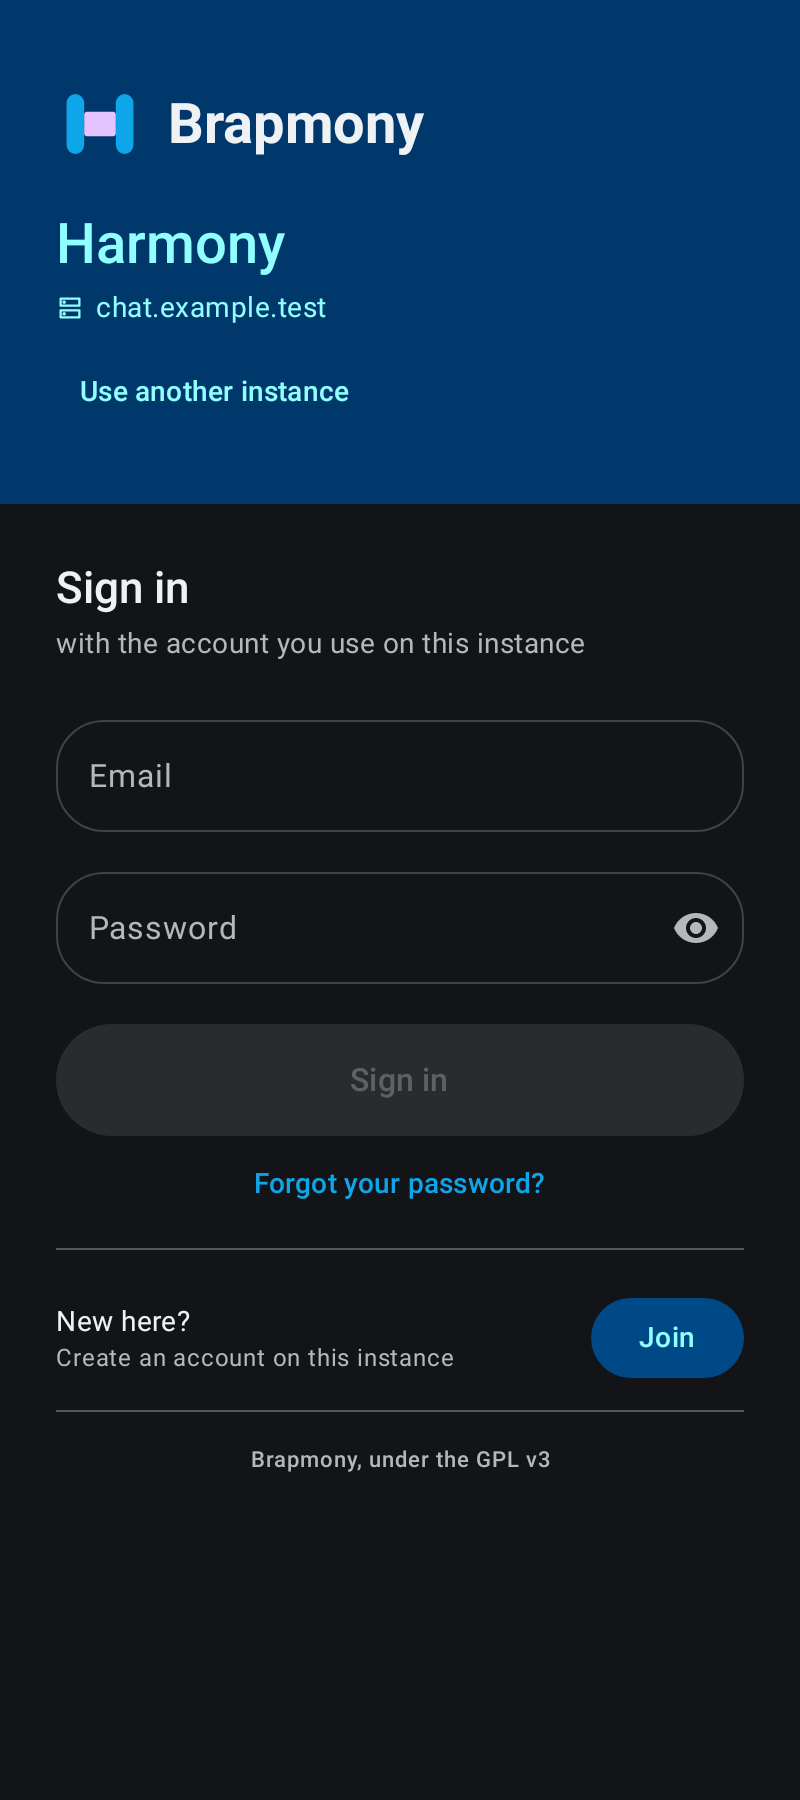 Brapmony
Harmony
chat.example.test
Use another instance
Sign in
with the account you use on this instance
Email
Password
Sign in
Forgot your password?
New here?
Create an account on this instance
Join
Brapmony, under the GPL v3